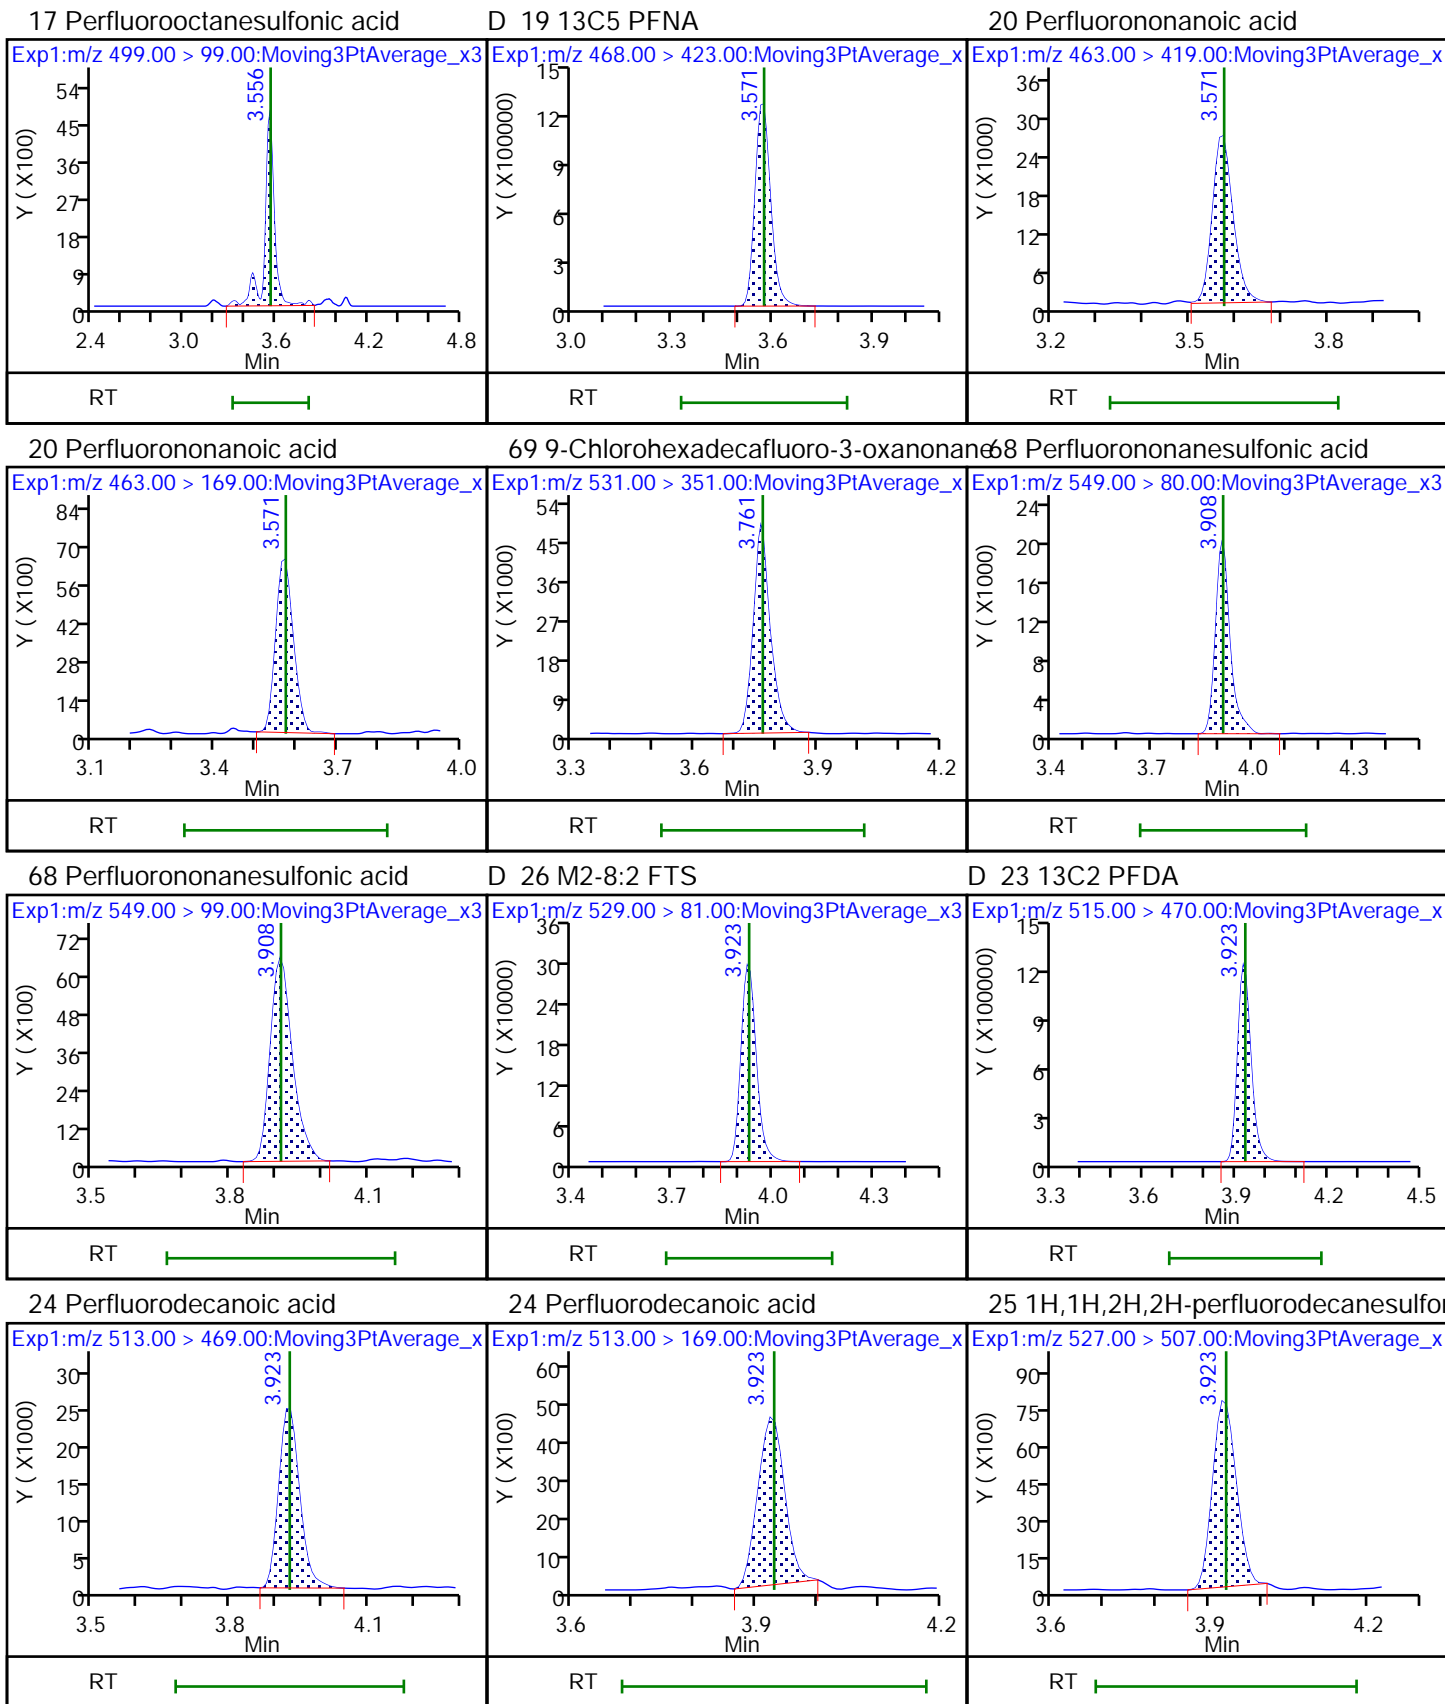 17 Perfluorooctanesulfonic acid
Exp1:m/z 499.00 > 99.00:Moving3PtAverage_x3
3.556
Y ( X100)
54
45
36
27
18
9
0
2.4 3.0 3.6 4.2 4.8
Min
RT
D 19 13C5 PFNA
Exp1:m/z 468.00 > 423.00:Moving3PtAverage_x
3.571
Y ( X100000)
15
12
9
6
3
0
3.0 3.3 3.6 3.9
Min
RT
20 Perfluorononanoic acid
Exp1:m/z 463.00 > 419.00:Moving3PtAverage_x
3.571
Y ( X1000)
36
30
24
18
12
6
0
3.2 3.5 3.8
Min
RT
20 Perfluorononanoic acid
Exp1:m/z 463.00 > 169.00:Moving3PtAverage_x
3.571
Y ( X100)
84
70
56
42
28
14
0
3.1 3.4 3.7 4.0
Min
RT
69 9-Chlorohexadecafluoro-3-oxanonane
Exp1:m/z 531.00 > 351.00:Moving3PtAverage_x
3.761
Y ( X1000)
54
45
36
27
18
9
0
3.3 3.6 3.9 4.2
Min
RT
68 Perfluorononanesulfonic acid
Exp1:m/z 549.00 > 80.00:Moving3PtAverage_x3
3.908
Y ( X1000)
24
20
16
12
8
4
0
3.4 3.7 4.0 4.3
Min
RT
68 Perfluorononanesulfonic acid
Exp1:m/z 549.00 > 99.00:Moving3PtAverage_x3
3.908
Y ( X100)
72
60
48
36
24
12
0
3.5 3.8 4.1
Min
RT
D 26 M2-8:2 FTS
Exp1:m/z 529.00 > 81.00:Moving3PtAverage_x3
3.923
Y ( X10000)
36
30
24
18
12
6
0
3.4 3.7 4.0 4.3
Min
RT
D 23 13C2 PFDA
Exp1:m/z 515.00 > 470.00:Moving3PtAverage_x
3.923
Y ( X100000)
15
12
9
6
3
0
3.3 3.6 3.9 4.2 4.5
Min
RT
24 Perfluorodecanoic acid
Exp1:m/z 513.00 > 469.00:Moving3PtAverage_x
3.923
Y ( X1000)
30
25
20
15
10
5
0
3.5 3.8 4.1
Min
RT
24 Perfluorodecanoic acid
Exp1:m/z 513.00 > 169.00:Moving3PtAverage_x
3.923
Y ( X100)
60
50
40
30
20
10
0
3.6 3.9 4.2
Min
RT
25 1H,1H,2H,2H-perfluorodecanesulfor
Exp1:m/z 527.00 > 507.00:Moving3PtAverage_x
3.923
Y ( X100)
90
75
60
45
30
15
0
3.6 3.9 4.2
Min
RT